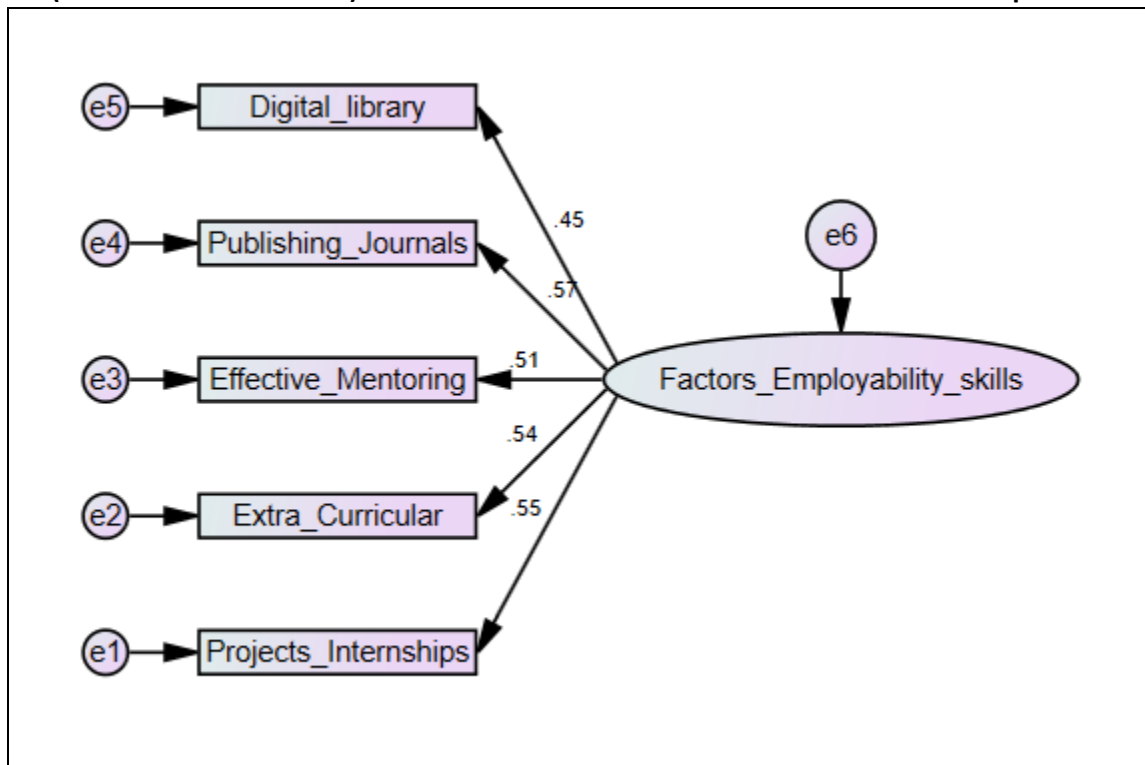 e5
Digital_library
.45
e4
Publishing_Journals
.57
e6
e3
Effective_Mentoring
.51
Factors_Employability_skills
e2
Extra_Curricular
.54
e1
Projects_Internships
.55